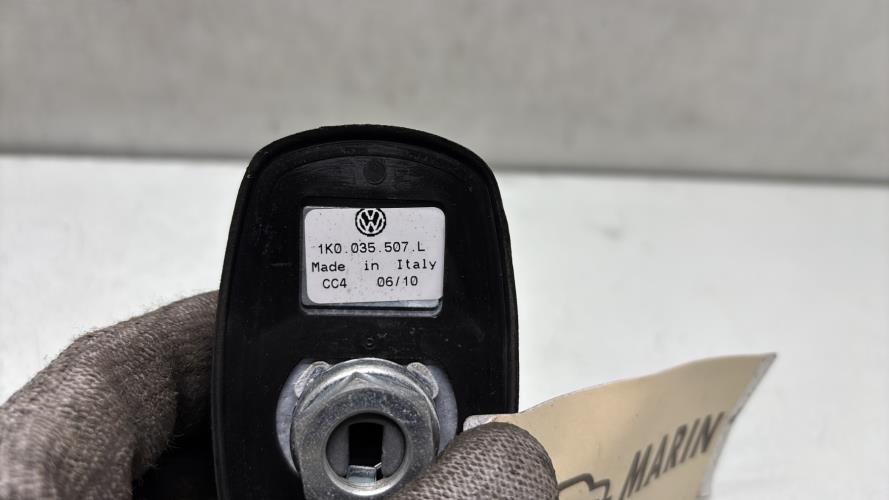 1K0.035.507.L
Made in Italy
CC4 06/10
MARIN